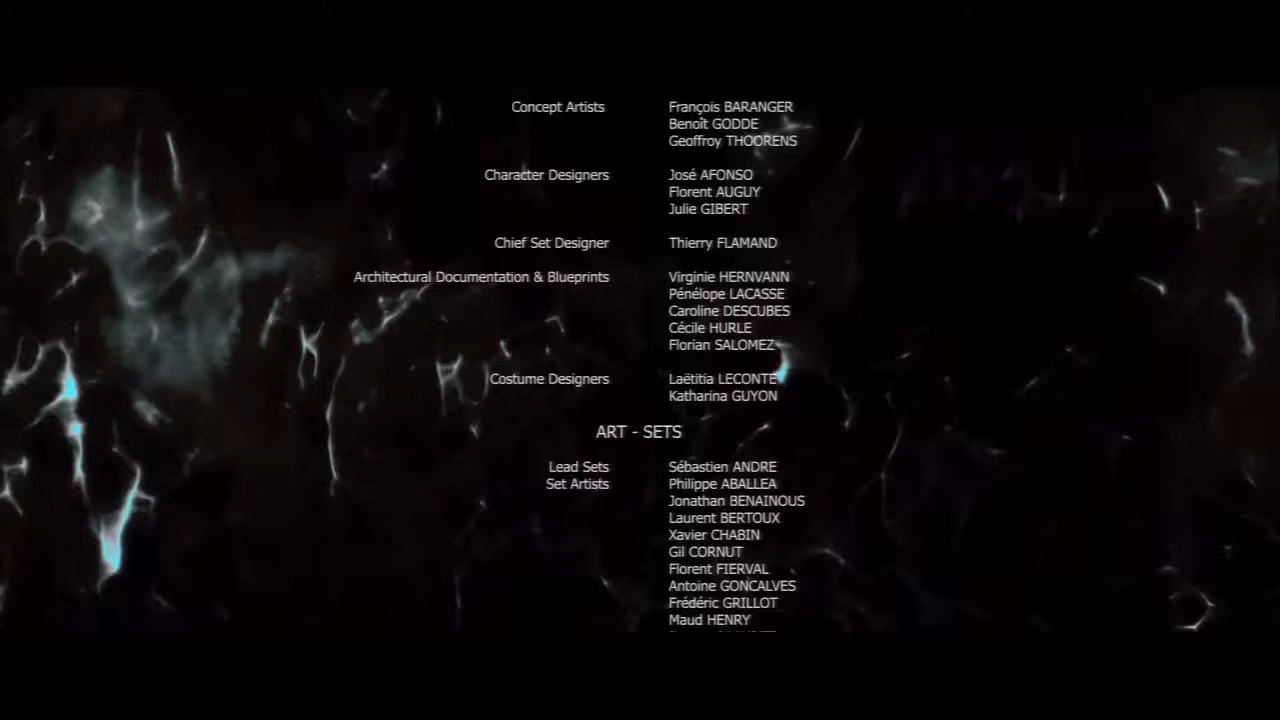 Concept Artists François BARANGER
Benoît GODDE
Geoffroy THOORENS
Character Designers José AFONSO
Florent AUGUY
Julie GIBERT
Chief Set Designer Thierry FLAMAND
Architectural Documentation & Blueprints Virginie HERNVANN
Pénélope LACASSE
Caroline DESCUBES
Cécile HURLE
Florian SALOMEZ
Costume Designers Laëtitia LECONTE
Katharina GUYON
ART - SETS
Lead Sets Sébastien ANDRE
Set Artists Philippe ABALLEA
Jonathan BENAINOUS
Laurent BERTOUX
Xavier CHABIN
Gil CORNUT
Florent FIERVAL
Antoine GONCALVES
Frédéric GRILLOT
Maud HENRY